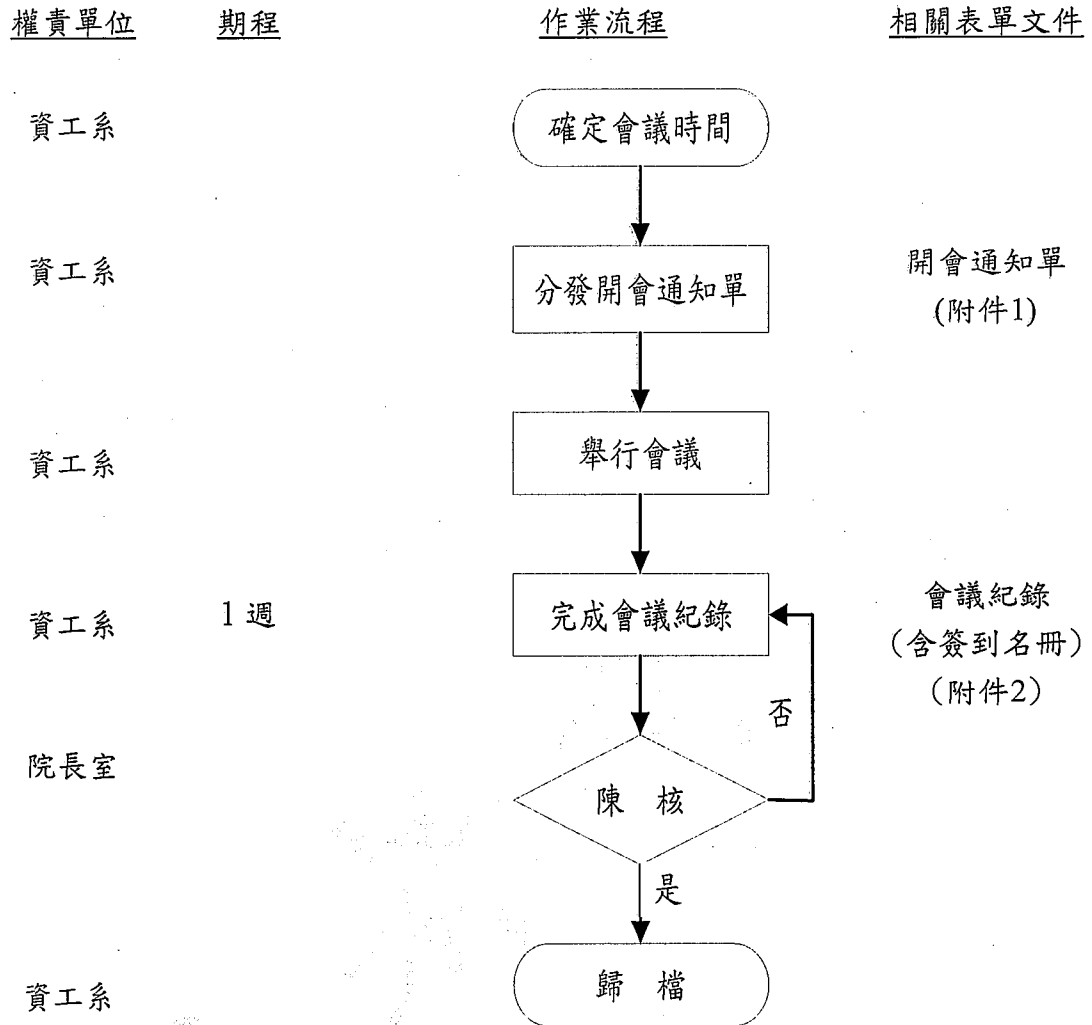 權責單位 期程 作業流程 相關表單文件
資工系 確定會議時間
資工系 分發開會通知單 開會通知單
(附件1)
資工系 舉行會議
資工系 1週 完成會議紀錄 會議紀錄
(含簽到名冊)
(附件2)
否
院長室 陳 核
是
資工系 歸 檔